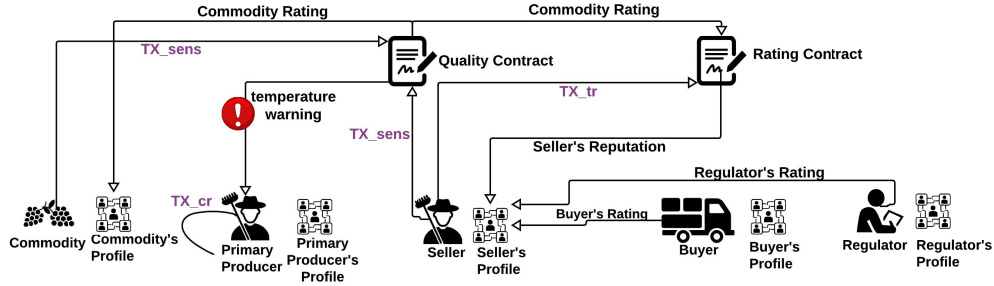 Commodity Rating
Commodity Rating
TX_sens
Quality Contract
Rating Contract
temperature
warning
TX_tr
TX_sens
Seller's Reputation
Regulator's Rating
TX_cr
Buyer's Rating
Commodity
Commodity's
Profile
Primary
Producer
Primary
Producer's
Profile
Seller
Seller's
Profile
Buyer
Buyer's
Profile
Regulator
Regulator's
Profile